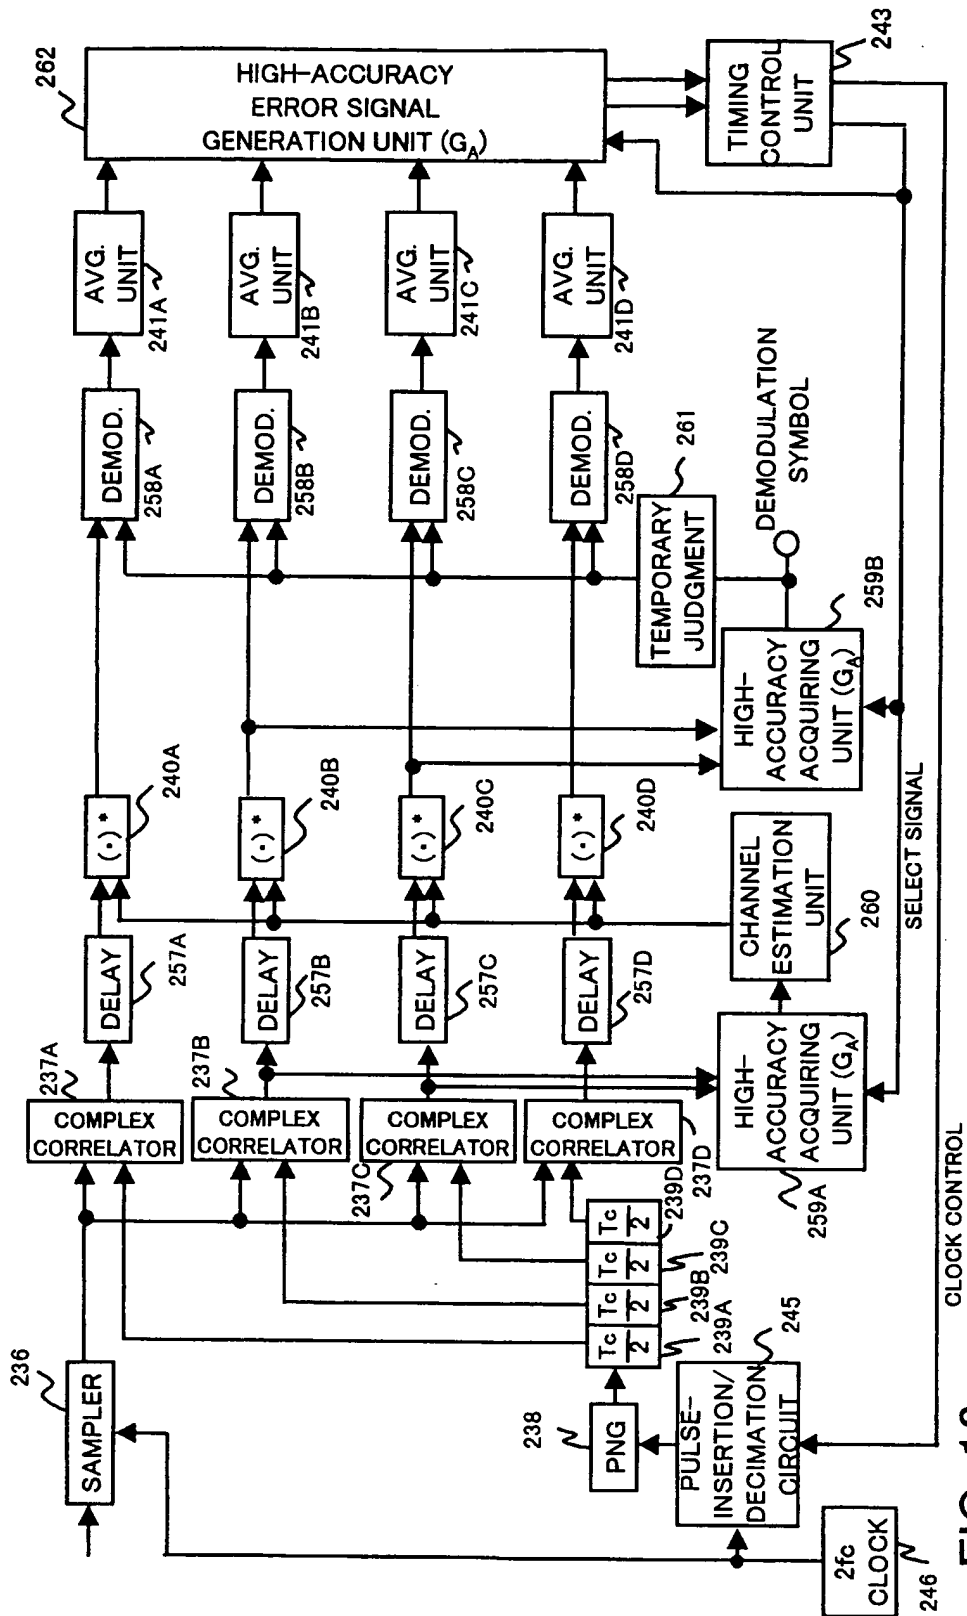 236
SAMPLER
237A
COMPLEX
CORRELATOR
237B
COMPLEX
CORRELATOR
237C
COMPLEX
CORRELATOR
237D
COMPLEX
CORRELATOR
DELAY
257A
DELAY
257B
DELAY
257C
DELAY
257D
(·)*
240A
(·)*
240B
(·)*
240C
(·)*
240D
DEMOD.
258A
DEMOD.
258B
DEMOD.
258C
DEMOD.
258D
AVG.
UNIT
241A
AVG.
UNIT
241B
AVG.
UNIT
241C
AVG.
UNIT
241D
262
HIGH-ACCURACY
ERROR SIGNAL
GENERATION UNIT (GA)
TIMING
CONTROL
UNIT
243
238
PNG
Tc
2
Tc
2
Tc
2
Tc
2
239A
239B
239C
239D
PULSE-
INSERTION/
DECIMATION
CIRCUIT
245
2fc
CLOCK
246
HIGH-
ACCURACY
ACQUIRING
UNIT (GA)
259A
CHANNEL
ESTIMATION
UNIT
260
HIGH-
ACCURACY
ACQUIRING
UNIT (GA)
259B
TEMPORARY
JUDGMENT
261
DEMODULATION
SYMBOL
SELECT SIGNAL
CLOCK CONTROL